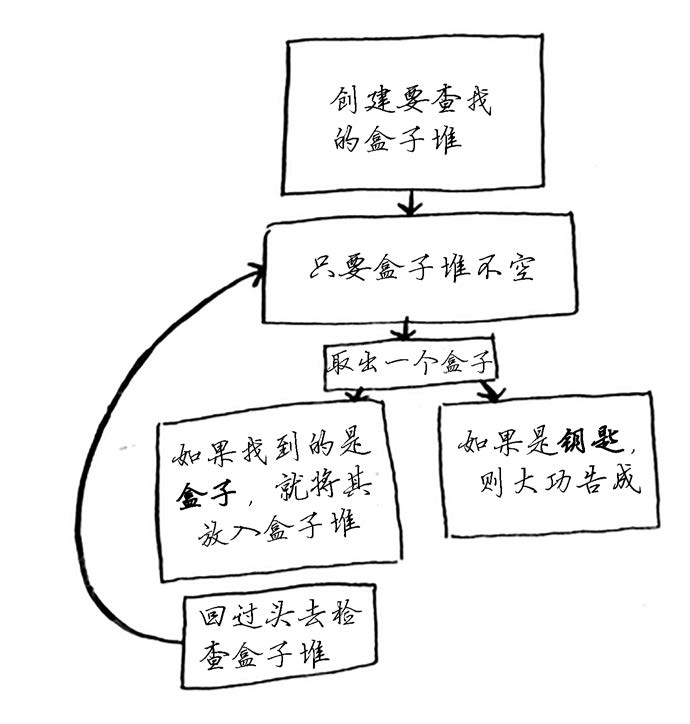 创建要查找
的盒子堆
只要盒子堆不空
取出一个盒子
如果找到的是
盒子，就将其
放入盒子堆
如果是钥匙，
则大功告成
回过头去检
查盒子堆